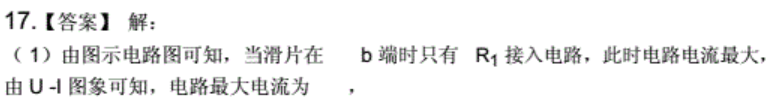 17.【答案】 解：
（ 1）由图示电路图可知，当滑片在 b 端时只有 R₁ 接入电路，此时电路电流最大，
由 U -I 图象可知，电路最大电流为 ，